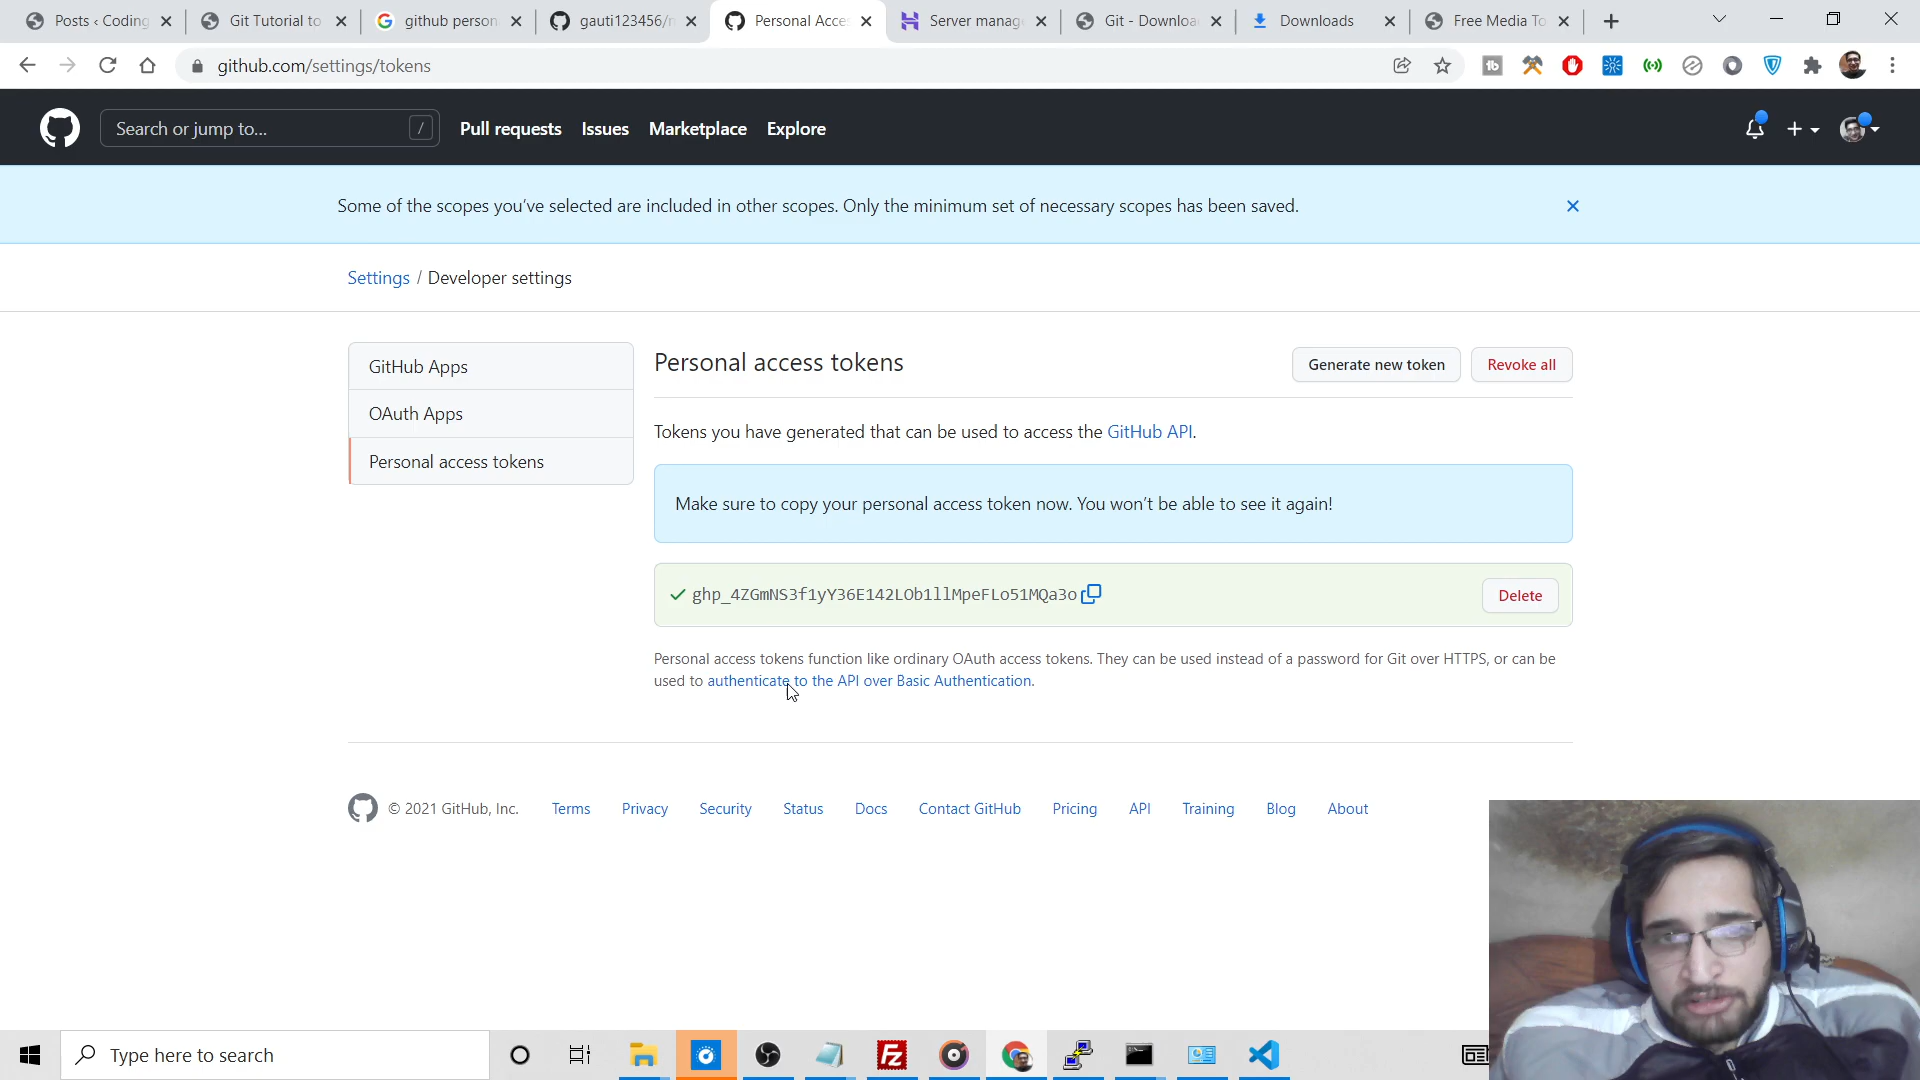 Posts ‹ Coding
Git Tutorial to
github person
gauti123456/n
Personal Acce
Server manag
Git - Downloa
Downloads
Free Media To
github.com/settings/tokens
Search or jump to... /
Pull requests Issues Marketplace Explore
Some of the scopes you’ve selected are included in other scopes. Only the minimum set of necessary scopes has been saved.
Settings / Developer settings
GitHub Apps
OAuth Apps
Personal access tokens
Personal access tokens
Generate new token
Revoke all
Tokens you have generated that can be used to access the GitHub API.
Make sure to copy your personal access token now. You won’t be able to see it again!
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
Delete
Personal access tokens function like ordinary OAuth access tokens. They can be used instead of a password for Git over HTTPS, or can be
used to authenticate to the API over Basic Authentication.
© 2021 GitHub, Inc. Terms Privacy Security Status Docs Contact GitHub Pricing API Training Blog About
Type here to search